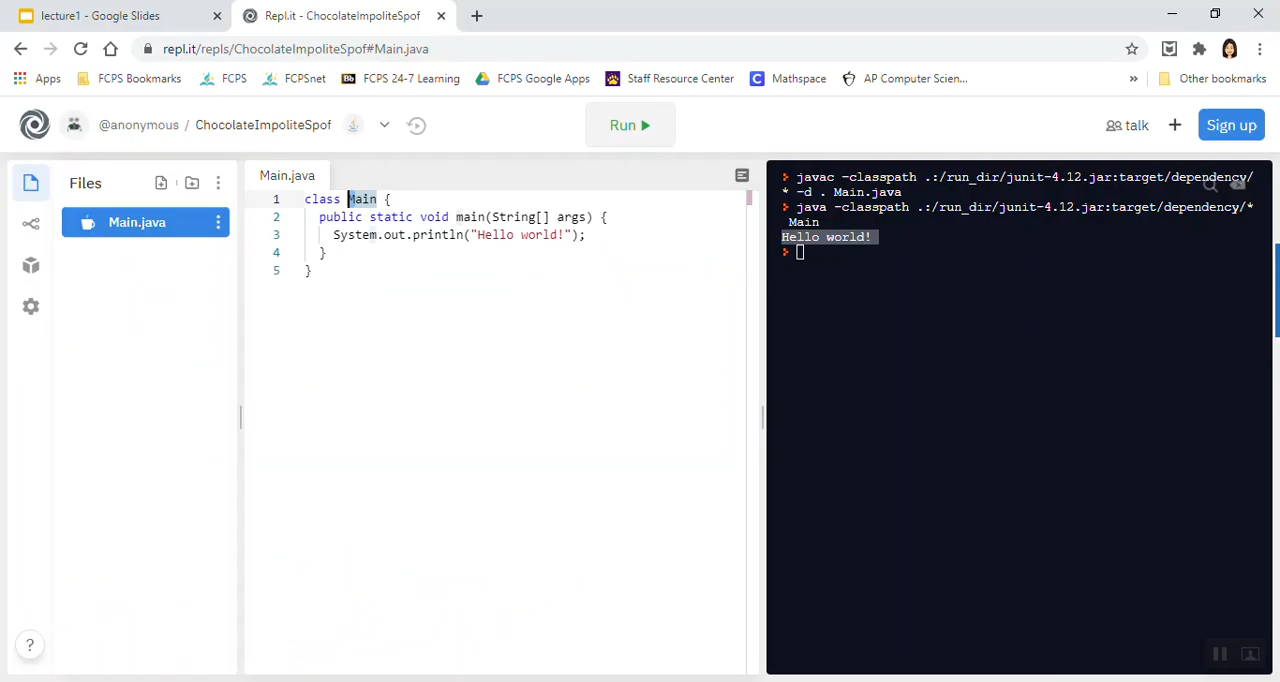 lecture1 - Google Slides
Repl.it - ChocolateImpoliteSpof
repl.it/repls/ChocolateImpoliteSpof#Main.java
Apps
FCPS Bookmarks
FCPS
FCPSnet
Bb
FCPS 24-7 Learning
FCPS Google Apps
Staff Resource Center
C
Mathspace
AP Computer Scien...
»
Other bookmarks
@anonymous / ChocolateImpoliteSpof
Run
talk
Sign up
Files
Main.java
Main.java
1 class Main {
2 public static void main(String[] args) {
3 System.out.println("Hello world!");
4 }
5 }
javac -classpath .:/run_dir/junit-4.12.jar:target/dependency/
* -d . Main.java
java -classpath .:/run_dir/junit-4.12.jar:target/dependency/*
Main
Hello world!
?